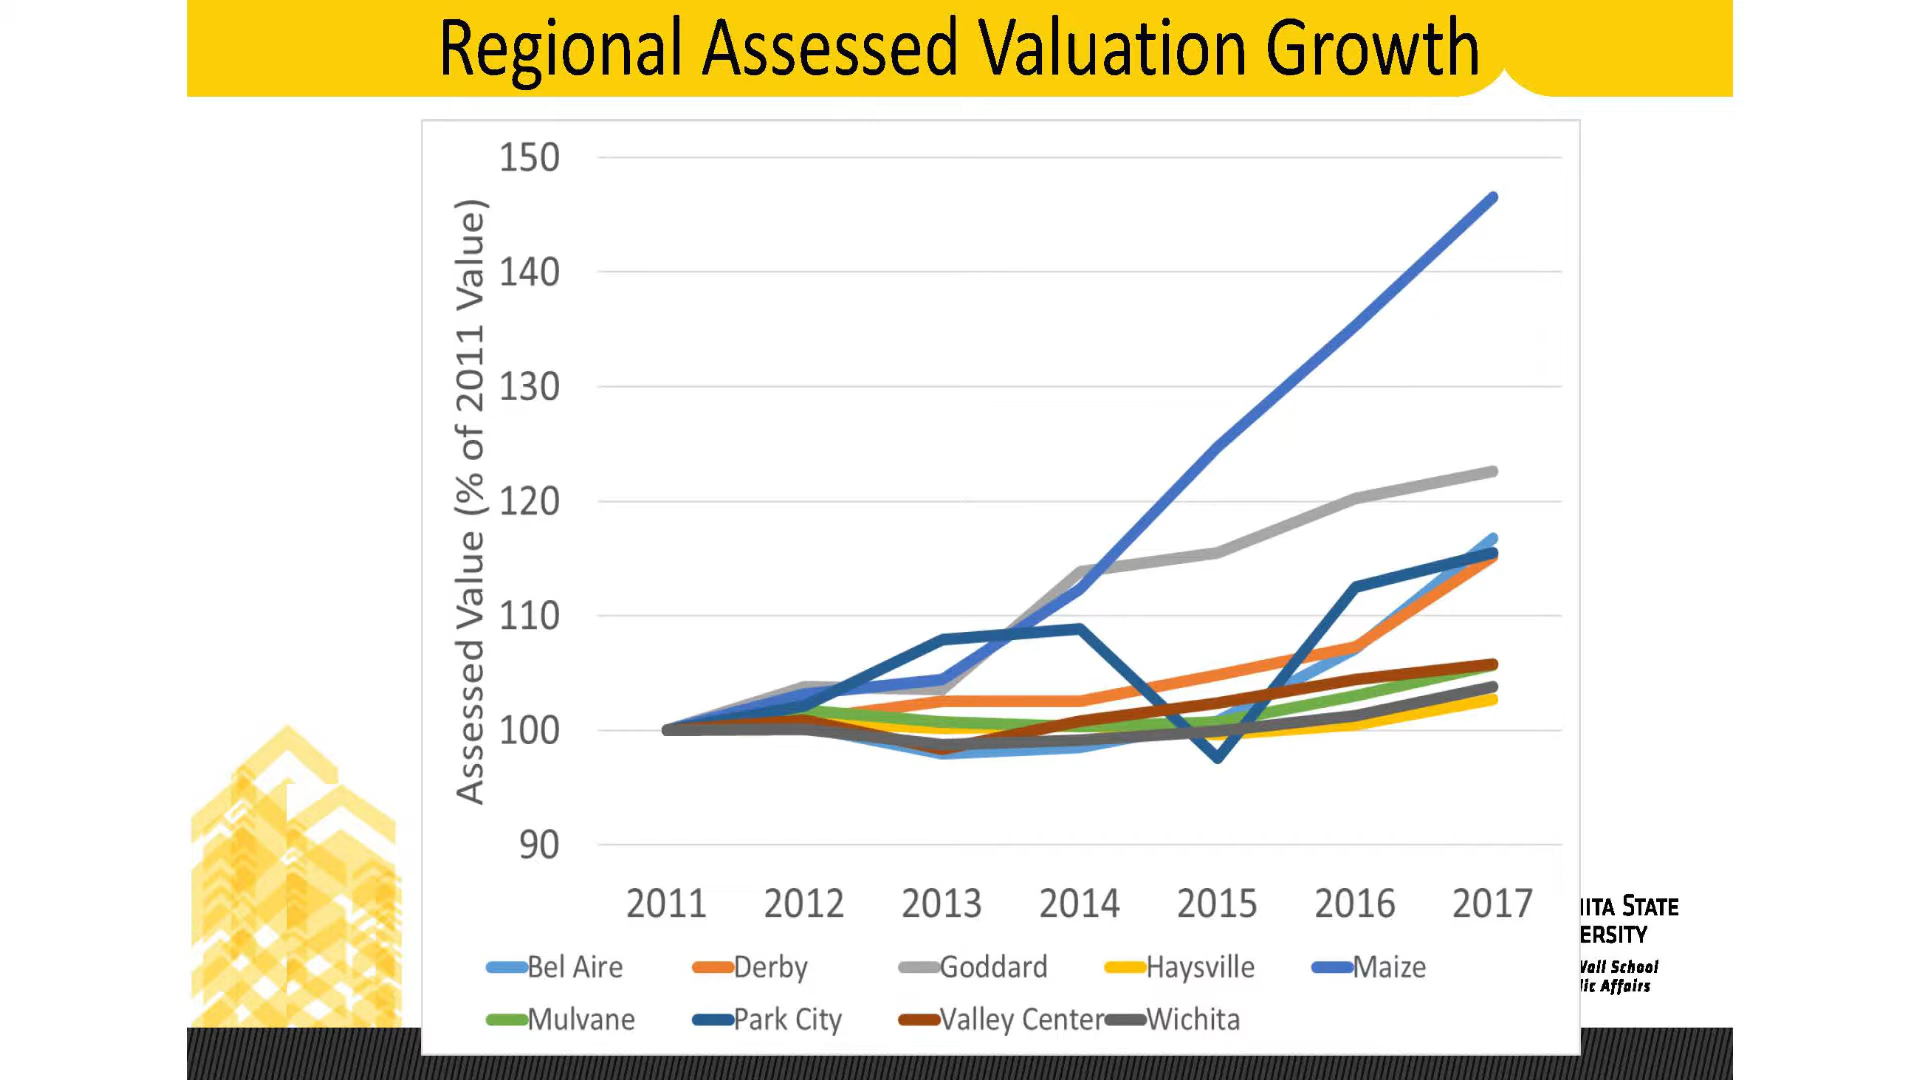 Regional Assessed Valuation Growth
Assessed Value (% of 2011 Value)
150
140
130
120
110
100
90
2011 2012 2013 2014 2015 2016 2017
Bel Aire Derby Goddard Haysville Maize
Mulvane Park City Valley Center Wichita
ITA STATE
ERSITY
Wall School
lic Affairs